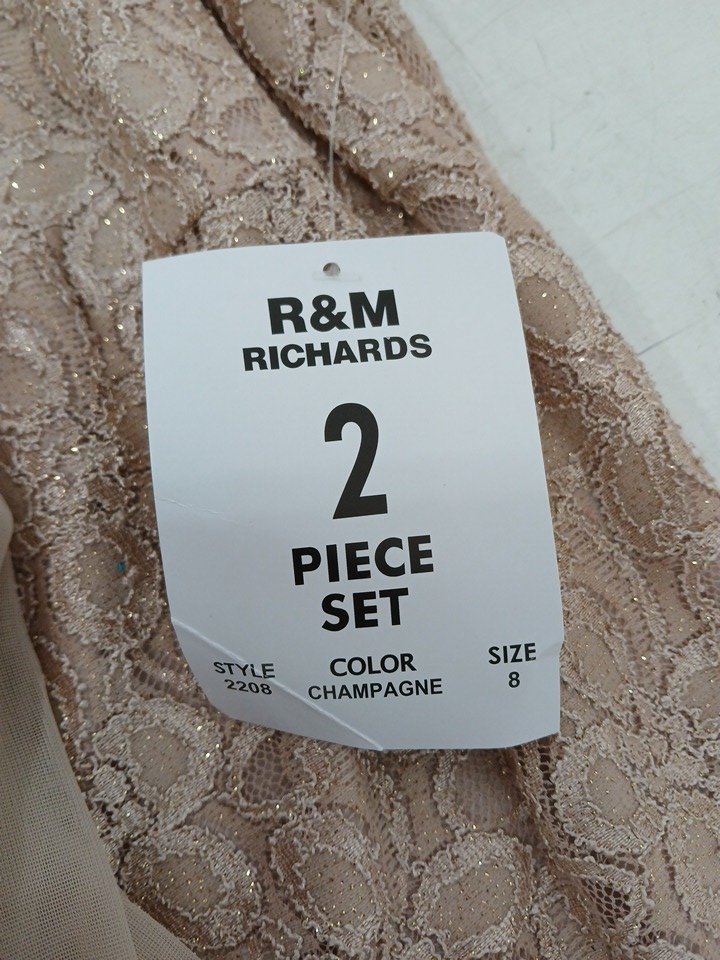 R&M
RICHARDS
2
PIECE
SET
STYLE COLOR SIZE
2208 CHAMPAGNE 8